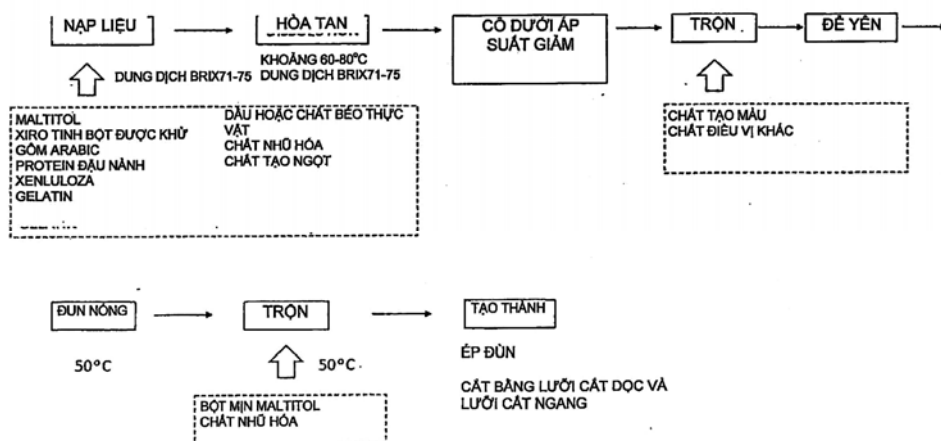 NẠP LIỆU
HÒA TAN
CÔ DƯỚI ÁP
SUẤT GIẢM
TRỘN
ĐỂ YÊN
DUNG DỊCH BRIX71-75
KHOẢNG 60-80°C
DUNG DỊCH BRIX71-75
MALTITOL
XIRO TINH BỘT ĐƯỢC KHỬ
GÔM ARABIC
PROTEIN ĐẬU NÀNH
XENLULOZA
GELATIN
DẦU HOẶC CHẤT BÉO THỰC
VẬT
CHẤT NHŨ HÓA
CHẤT TẠO NGỌT
CHẤT TẠO MÀU
CHẤT ĐIỀU VỊ KHÁC
ĐUN NÓNG
50°C
TRỘN
50°C
BỘT MỊN MALTITOL
CHẤT NHŨ HÓA
TẠO THÀNH
ÉP ĐÙN
CẮT BẰNG LƯỠI CẮT DỌC VÀ
LƯỠI CẮT NGANG